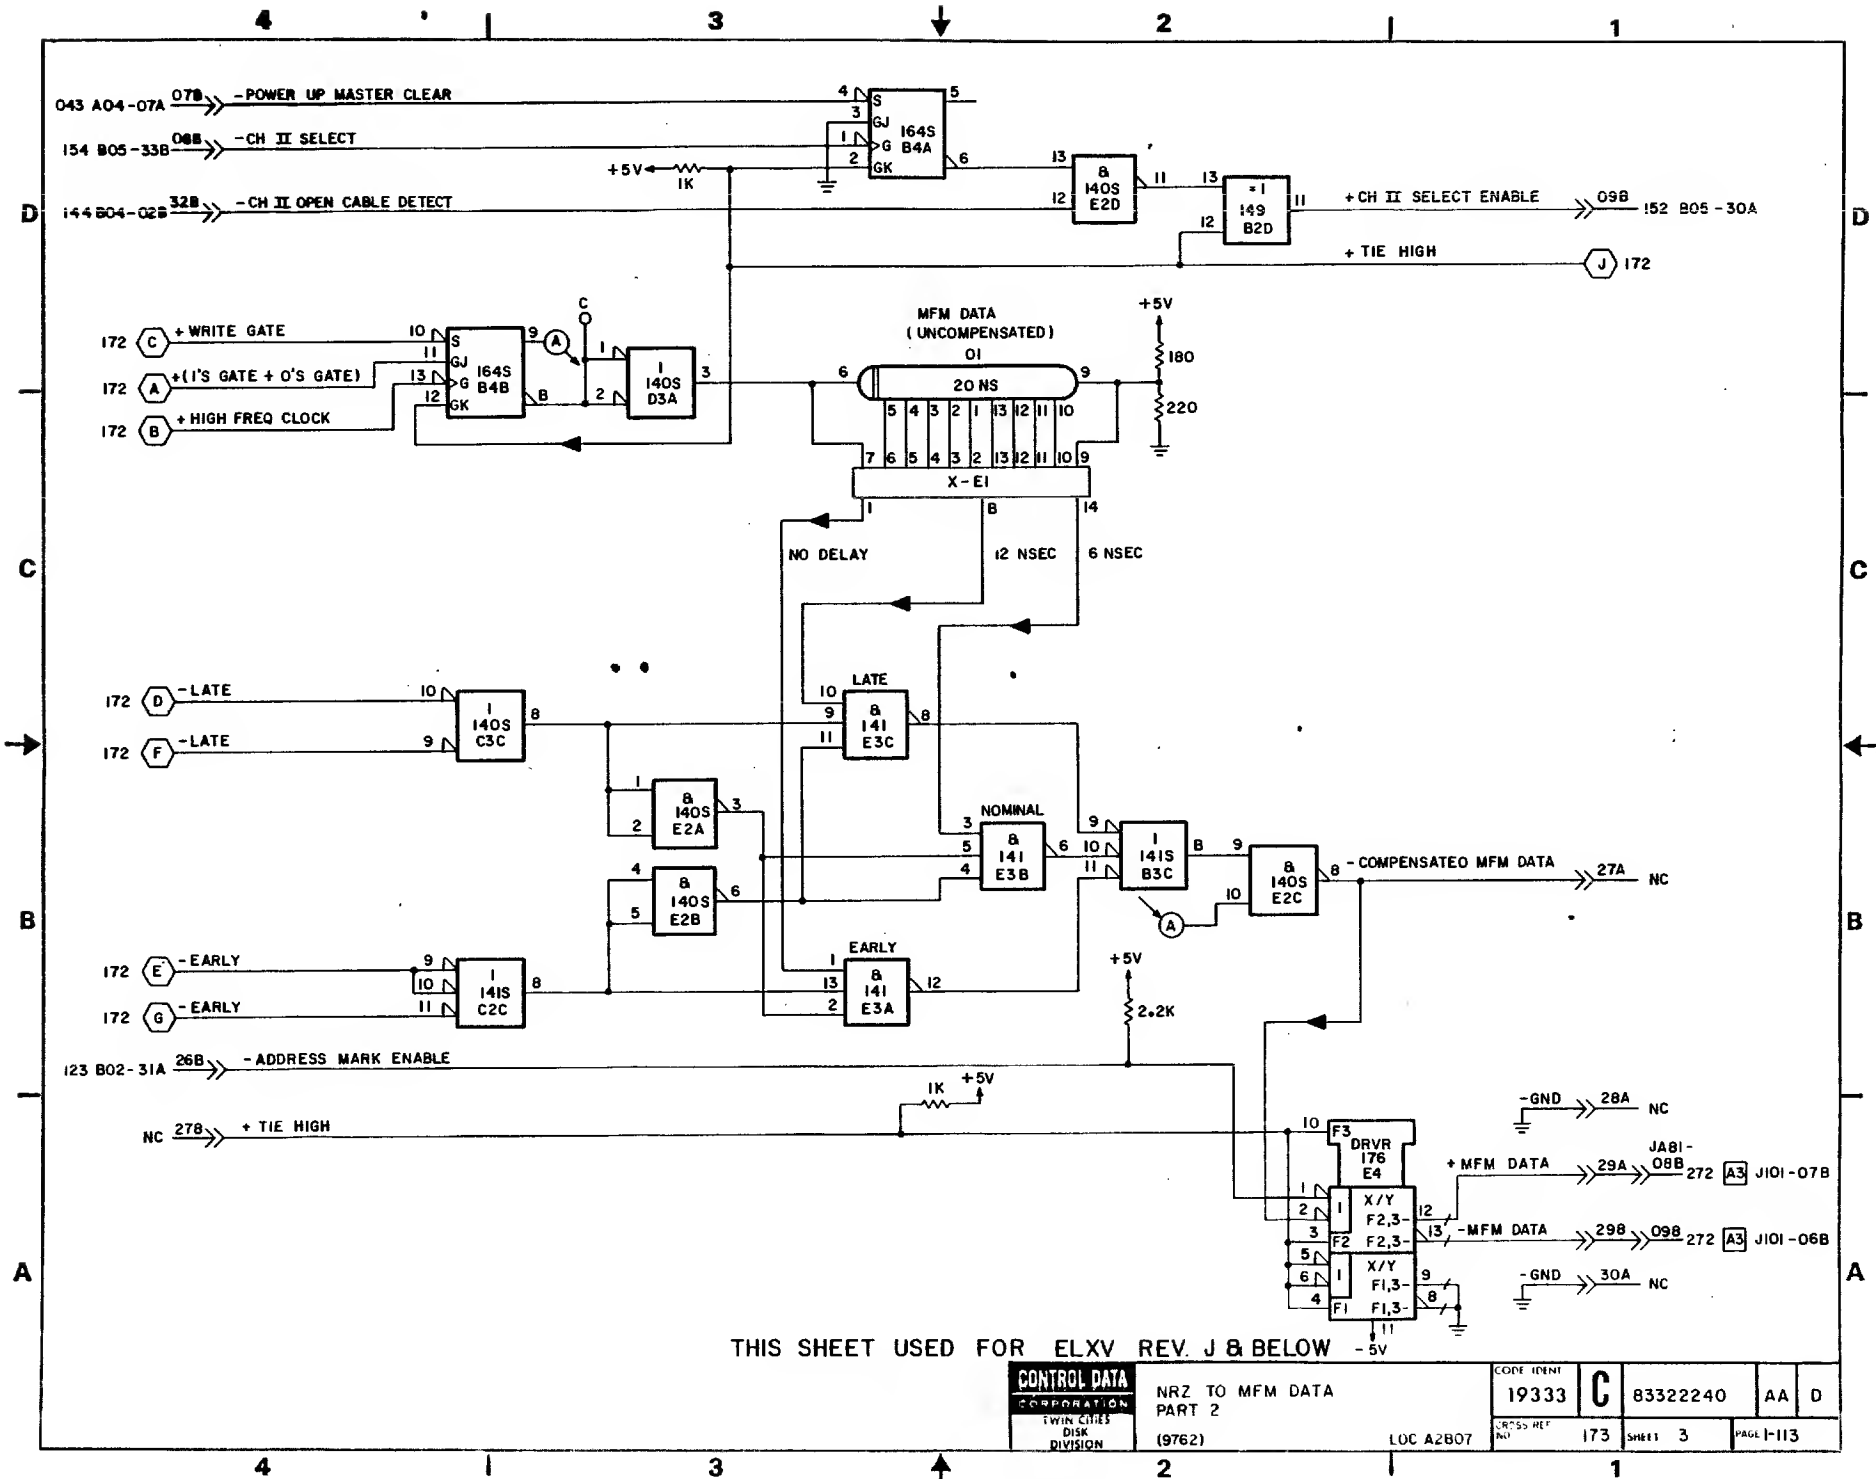 4 3 2 1
043 A04-07A 07B -POWER UP MASTER CLEAR
154 B05-33B -CH II SELECT
144 B04-02B 32B -CH II OPEN CABLE DETECT
+5V 1K
4 S 5
3 GJ
1 G 164S B4A
2 GK 6
13 & 11
140S
12 E2D
13 =1 11
149
12 B2D
+CH II SELECT ENABLE 09B 152 B05-30A
+ TIE HIGH J 172
D D
172 C + WRITE GATE
172 A +(1'S GATE + 0'S GATE)
172 B + HIGH FREQ CLOCK
10 S 9 A
11 GJ
13 G 164S B4B
12 GK B
C
1 1
140S 3
2 D3A
MFM DATA
(UNCOMPENSATED)
01
6 20 NS 9
5 4 3 2 1 13 12 11 10
7 6 5 4 3 2 13 12 11 10 9
X-E1
1 B 14
+5V
180
220
NO DELAY 12 NSEC 6 NSEC
C C
172 D -LATE
172 F -LATE
10 1
140S 8
9 C3C
LATE
10 &
9 141 8
11 E3C
1 & 3
140S
2 E2A
4 & 6
140S
5 E2B
NOMINAL
3 &
5 141 6
4 E3B
9 1
10 141S B
11 B3C
A
9 & 8
140S
10 E2C
-COMPENSATED MFM DATA 27A NC
B B
172 E -EARLY
172 G -EARLY
9 1
10 141S 8
11 C2C
EARLY
1 &
13 141 12
2 E3A
+5V
2.2K
123 B02-31A 26B -ADDRESS MARK ENABLE
1K +5V
NC 27B + TIE HIGH
10 F3
DRVR
176
E4
1 X/Y
2 1 F2,3- 12
3 F2 F2,3- 13
5 X/Y
6 1 F1,3- 9
4 F1 F1,3- 8
11
-5V
-GND 28A NC
+MFM DATA 29A JA81-
08B 272 A3 J101-07B
-MFM DATA 29B 09B 272 A3 J101-06B
-GND 30A NC
A A
THIS SHEET USED FOR ELXV REV. J & BELOW
CONTROL DATA
CORPORATION
TWIN CITIES
DISK
DIVISION
NRZ TO MFM DATA
PART 2
(9762) LOC A2B07
CODE IDENT
19333 C 83322240 AA D
CROSS REF
NO 173 SHEET 3 PAGE 1-113
4 3 2 1